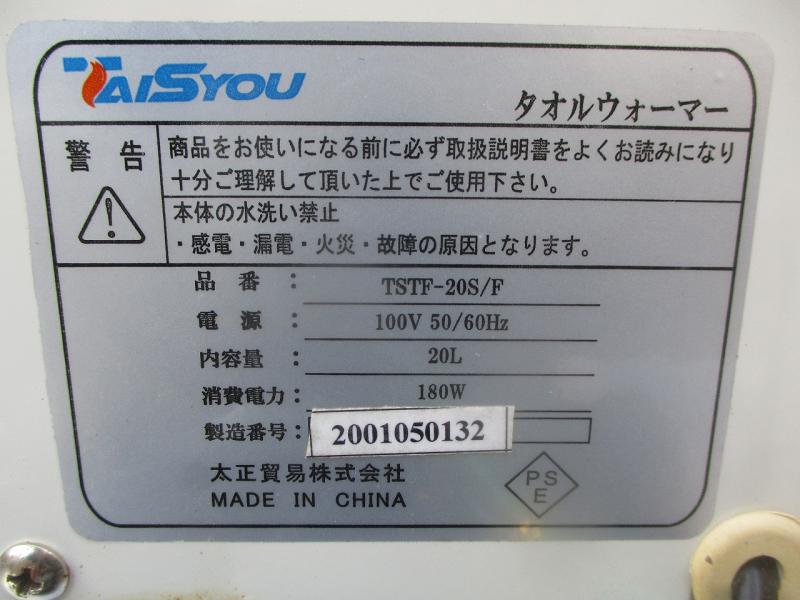 TAISYOU
タオルウォーマー
警告
商品をお使いになる前に必ず取扱説明書をよくお読みになり
十分ご理解して頂いた上でご使用下さい。
本体の水洗い禁止
・感電・漏電・火災・故障の原因となります。
品番: TSTF-20S/F
電源: 100V 50/60Hz
内容量: 20L
消費電力: 180W
製造番号: 2001050132
太正貿易株式会社
MADE IN CHINA
PSE